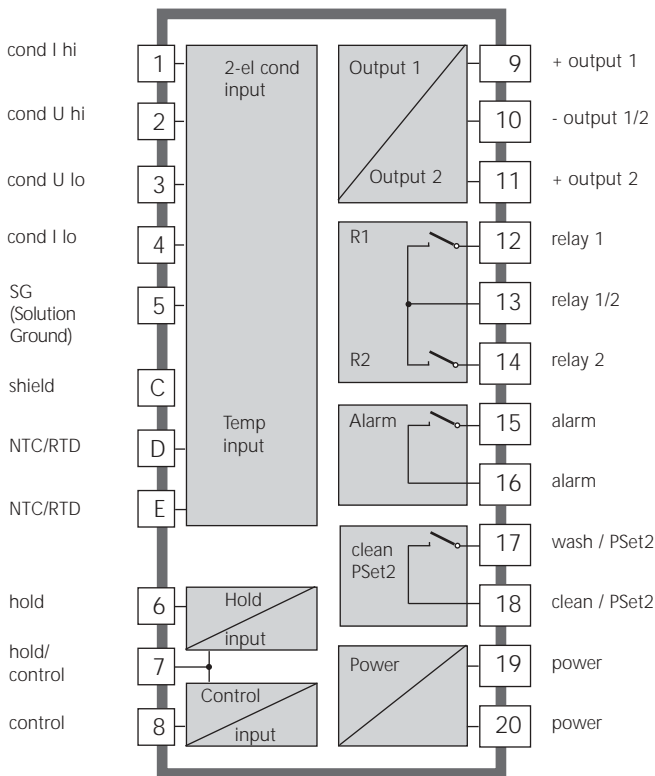 cond I hi
1
cond U hi
2
cond U lo
3
cond I lo
4
SG
(Solution
Ground)
5
shield
C
NTC/RTD
D
NTC/RTD
E
2-el cond
input
Temp
input
hold
6
hold/
control
7
control
8
Hold
input
Control
input
Output 1
Output 2
9
+ output 1
10
- output 1/2
11
+ output 2
R1
R2
12
relay 1
13
relay 1/2
14
relay 2
Alarm
15
alarm
16
alarm
clean
PSet2
17
wash / PSet2
18
clean / PSet2
Power
19
power
20
power